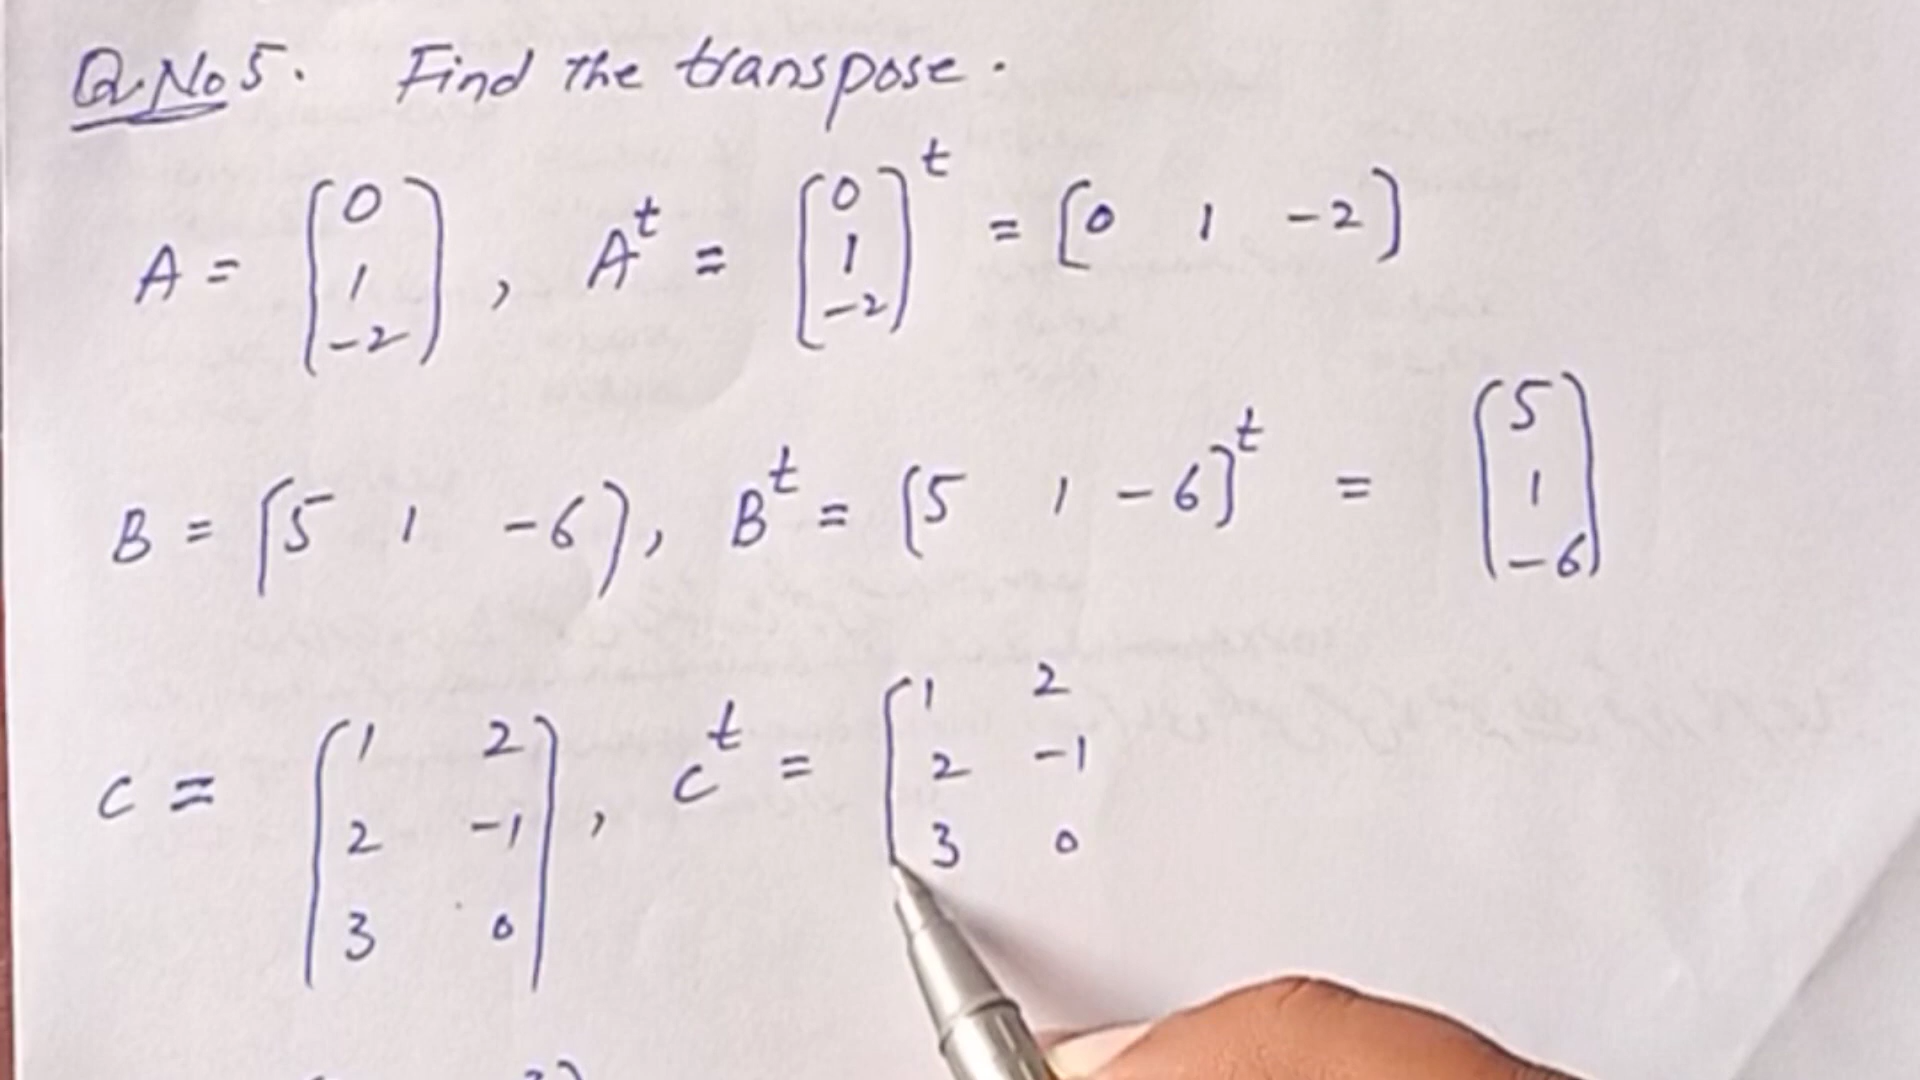 Q.No 5. Find the transpose.
A = [0 1 -2], A^t = [0 1 -2]^t = [0 1 -2]
B = [5 1 -6], B^t = [5 1 -6]^t = [5 1 -6]
C = [1 2
2 -1
3 0], C^t = [1 2
2 -1
3 0